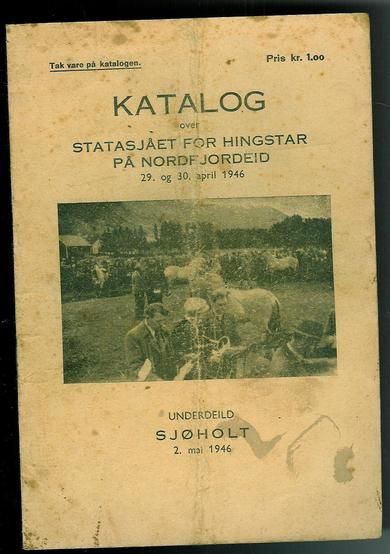 Tak vare på katalogen.
Pris kr. 1.00
KATALOG
over
STATASJÅET FOR HINGSTAR
PÅ NORDFJORDEID
29. og 30. april 1946
UNDERDEILD
SJØHOLT
2. mai 1946